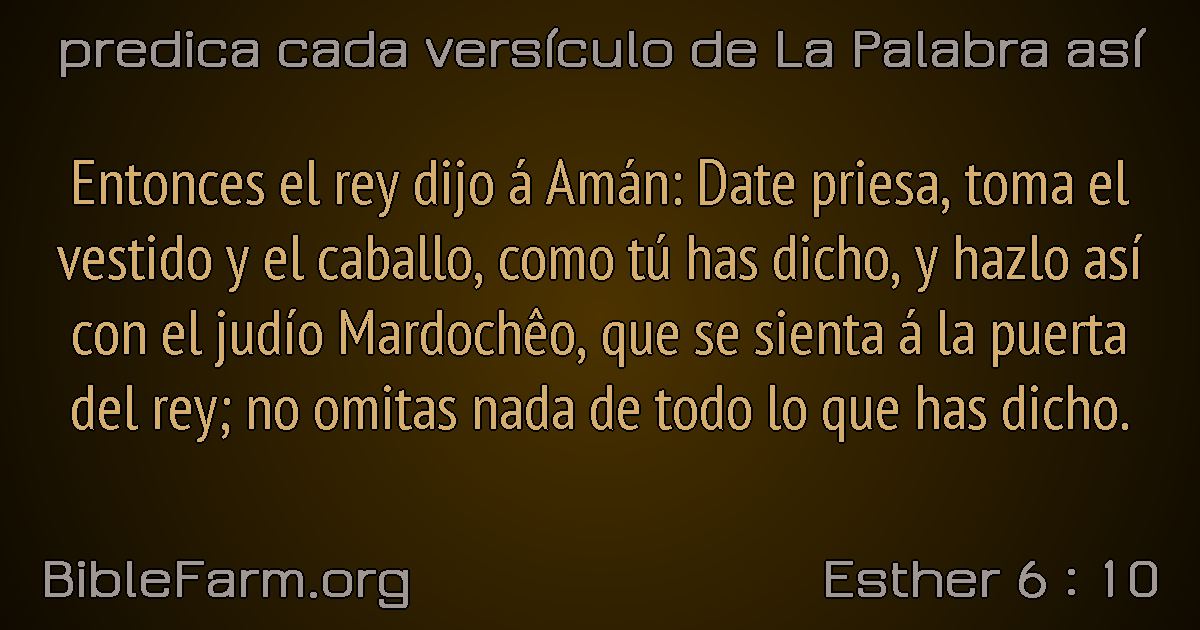 predica cada versículo de La Palabra así
Entonces el rey dijo á Amán: Date priesa, toma el
vestido y el caballo, como tú has dicho, y hazlo así
con el judío Mardochêo, que se sienta á la puerta
del rey; no omitas nada de todo lo que has dicho.
BibleFarm.org
Esther 6 : 10